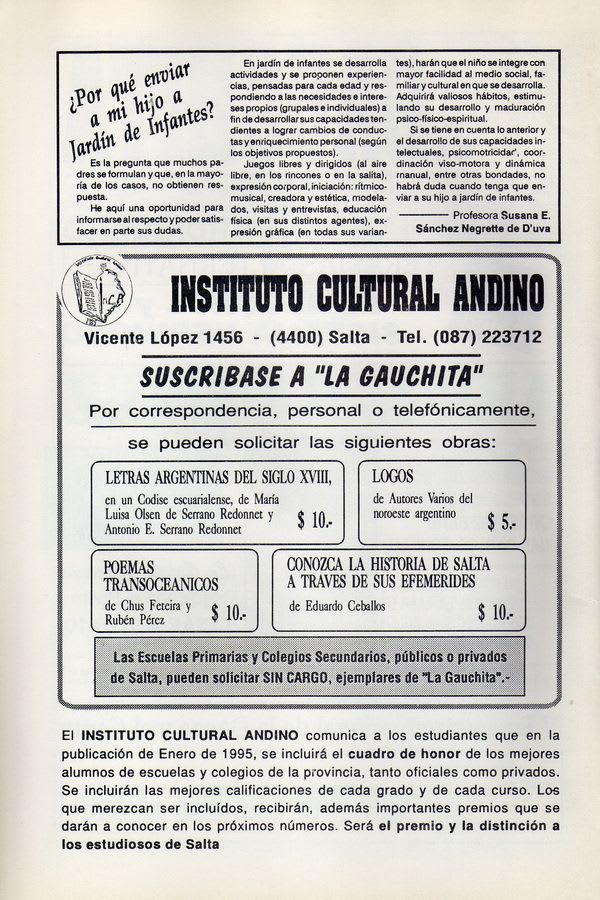 ¿Por qué enviar
a mi hijo a
Jardín de Infantes?
Es la pregunta que muchos pa-
dres se formulan y que, en la mayo-
ría de los casos, no obtienen res-
puesta.
He aquí una oportunidad para
informarse al respecto y poder satis-
facer en parte sus dudas.
En jardín de infantes se desarrolla
actividades y se proponen experien-
cias, pensadas para cada edad y res-
pondiendo a las necesidades e intere-
ses propios (grupales e individuales) a
fin de desarrollar sus capacidades ten-
dientes a lograr cambios de conduc-
tas y enriquecimiento personal (según
los objetivos propuestos).
Juegos libres y dirigidos (al aire
libre, en los rincones o en la salita),
expresión corporal, iniciación: rítmico-
musical, creadora y estética, modela-
dos, visitas y entrevistas, educación
física (en sus distintos agentes), ex-
presión gráfica (en todas sus varian-
tes), harán que el niño se integre con
mayor facilidad al medio social, fa-
miliar y cultural en que se desarrolla.
Adquirirá valiosos hábitos, estimu-
lando su desarrollo y maduración
psico-físico-espiritual.
Si se tiene en cuenta lo anterior y
el desarrollo de sus capacidades in-
telectuales, psicomotricidad', coor-
dinación viso-motora y dinámica
manual, entre otras bondades, no
habrá duda cuando tenga que en-
viar a su hijo a jardín de infantes.
Profesora Susana E.
Sánchez Negrette de D'uva
INSTITUTO CULTURAL ANDINO
Vicente López 1456 - (4400) Salta - Tel. (087) 223712
SUSCRIBASE A "LA GAUCHITA"
Por correspondencia, personal o telefónicamente,
se pueden solicitar las siguientes obras:
LETRAS ARGENTINAS DEL SIGLO XVIII,
en un Codise escurialense, de María
Luisa Olsen de Serrano Redonnet y
Antonio E. Serrano Redonnet
$ 10.-
LOGOS
de Autores Varios del
noroeste argentino
$ 5.-
POEMAS
TRANSOCEANICOS
de Chus Feteira y
Rubén Pérez
$ 10.-
CONOZCA LA HISTORIA DE SALTA
A TRAVES DE SUS EFEMERIDES
de Eduardo Ceballos
$ 10.-
Las Escuelas Primarias y Colegios Secundarios, públicos o privados
de Salta, pueden solicitar SIN CARGO, ejemplares de "La Gauchita".-
El INSTITUTO CULTURAL ANDINO comunica a los estudiantes que en la
publicación de Enero de 1995, se incluirá el cuadro de honor de los mejores
alumnos de escuelas y colegios de la provincia, tanto oficiales como privados.
Se incluirán las mejores calificaciones de cada grado y de cada curso. Los
que merezcan ser incluídos, recibirán, además importantes premios que se
darán a conocer en los próximos números. Será el premio y la distinción a
los estudiosos de Salta